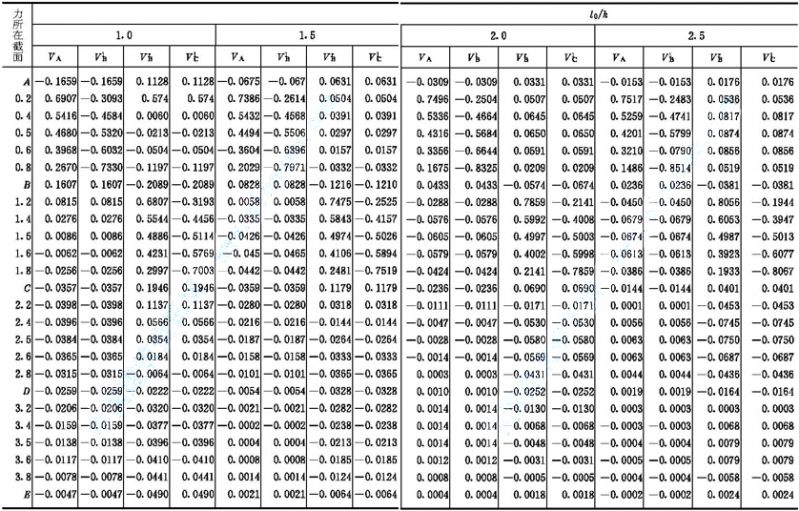 力所在截面 l₀/h
1.0 1.5 2.0 2.5
V_A V_B^l V_B^r V_C^l V_A V_B^l V_B^r V_C^l V_A V_B^l V_B^r V_C^l V_A V_B^l V_B^r V_C^l
A −0.1659 −0.1659 0.1128 0.1128 −0.0675 −0.067 0.0631 0.0631 −0.0309 −0.0309 0.0331 0.0331 −0.0153 −0.0153 0.0176 0.0176
0.2 0.6907 −0.3093 0.574 0.574 0.7386 −0.2614 0.0504 0.0504 0.7496 −0.2504 0.0507 0.0507 0.7517 −0.2483 0.0536 0.0536
0.4 0.5416 −0.4584 0.0060 0.0060 0.5432 −0.4568 0.0391 0.0391 0.5336 −0.4664 0.0645 0.0645 0.5259 −0.4741 0.0817 0.0817
0.5 0.4680 −0.5320 −0.0213 −0.0213 0.4494 −0.5506 0.0297 0.0297 0.4316 −0.5684 0.0650 0.0650 0.4201 −0.5799 0.0874 0.0874
0.6 0.3968 −0.6032 −0.0504 −0.0504 −0.3604 −0.6396 0.0157 0.0157 0.3356 −0.6644 0.0591 0.0591 0.3210 −0.0790 0.0856 0.0856
0.8 0.2670 −0.7330 −0.1197 −0.1197 0.2029 −0.7971 −0.0332 −0.0332 0.1675 −0.8325 0.0209 0.0209 0.1486 −0.8514 0.0519 0.0519
B 0.1607 0.1607 −0.2089 −0.2089 0.0828 0.0828 −0.1216 −0.1210 0.0433 0.0433 −0.0574 −0.0674 0.0236 0.0236 −0.0381 −0.0381
1.2 0.0815 0.0815 0.6807 −0.3193 0.0058 0.0058 0.7475 −0.2525 −0.0288 −0.0288 0.7859 −0.2141 −0.0450 −0.0450 0.8056 −0.1944
1.4 0.0276 0.0276 0.5544 −0.4456 −0.0335 −0.0335 0.5843 −0.4157 −0.0576 −0.0576 0.5992 −0.4008 −0.0679 −0.0679 0.6053 −0.3947
1.5 0.0086 0.0086 0.4886 −0.5114 −0.0426 −0.0426 0.4974 −0.5026 −0.0605 −0.0605 0.4997 −0.5003 −0.0674 −0.0674 0.4987 −0.5013
1.6 −0.0062 −0.0062 0.4231 −0.5769 −0.045 −0.0465 0.4106 −0.5894 −0.0579 −0.0579 0.4002 −0.5998 −0.0613 −0.0613 0.3923 −0.6077
1.8 −0.0256 −0.0256 0.2997 −0.7003 −0.0442 −0.0442 0.2481 −0.7519 −0.0424 −0.0424 0.2141 −0.7859 −0.0386 −0.0386 0.1933 −0.8067
C −0.0357 −0.0357 0.1946 0.1946 −0.0359 −0.0359 0.1179 0.1179 −0.0236 −0.0236 0.0690 0.0690 −0.0144 −0.0144 0.0401 0.0401
2.2 −0.0398 −0.0398 0.1137 0.1137 −0.0280 −0.0280 0.0318 0.0318 −0.0111 −0.0111 −0.0171 −0.0171 0.0001 0.0001 −0.0453 −0.0453
2.4 −0.0396 −0.0396 0.0566 0.0566 −0.0216 −0.0216 −0.0144 −0.0144 −0.0047 −0.0047 −0.0530 −0.0530 0.0056 0.0056 −0.0745 −0.0745
2.5 −0.0384 −0.0384 0.0354 0.0354 −0.0187 −0.0187 −0.0264 −0.0264 −0.0028 −0.0028 −0.0580 −0.0580 0.0063 0.0063 −0.0750 −0.0750
2.6 −0.0365 −0.0365 0.0184 0.0184 −0.0158 −0.0158 −0.0333 −0.0333 −0.0014 −0.0014 −0.0569 −0.0569 0.0063 0.0063 −0.0687 −0.0687
2.8 −0.0315 −0.0315 −0.0064 −0.0064 −0.0101 −0.0101 −0.0365 −0.0365 0.0003 0.0003 −0.0431 −0.0431 0.0044 0.0044 −0.0436 −0.0436
D −0.0259 −0.0259 −0.0222 −0.0222 −0.0054 −0.0054 −0.0328 −0.0328 0.0010 0.0010 −0.0252 −0.0252 0.0019 0.0019 −0.0164 −0.0164
3.2 −0.0206 −0.0206 −0.0320 −0.0320 −0.0021 −0.0021 −0.0282 −0.0282 0.0014 0.0014 −0.0130 −0.0130 0.0003 0.0003 0.0003 0.0003
3.4 −0.0159 −0.0159 −0.0377 −0.0377 −0.0002 −0.0002 −0.0238 −0.0238 0.0014 0.0014 −0.0068 −0.0068 −0.0003 −0.0003 0.0068 0.0068
3.5 −0.0138 −0.0138 −0.0396 −0.0396 0.0004 0.0004 −0.0213 −0.0213 0.0014 0.0014 −0.0048 −0.0048 −0.0004 −0.0004 0.0079 0.0079
3.6 −0.0117 −0.0117 −0.0410 −0.0410 0.0008 0.0008 −0.0185 −0.0185 0.0012 0.0012 −0.0031 −0.0031 −0.0005 −0.0005 0.0079 0.0079
3.8 −0.0078 −0.0078 −0.0441 0.0441 0.0014 0.0014 −0.0124 −0.0124 0.0008 0.0008 −0.0005 −0.0005 −0.0004 −0.0004 −0.0058 −0.0058
E −0.0047 −0.0047 −0.0490 0.0490 0.0021 0.0021 −0.0064 −0.0064 0.0004 0.0004 0.0018 0.0018 −0.0002 −0.0002 0.0024 0.0024